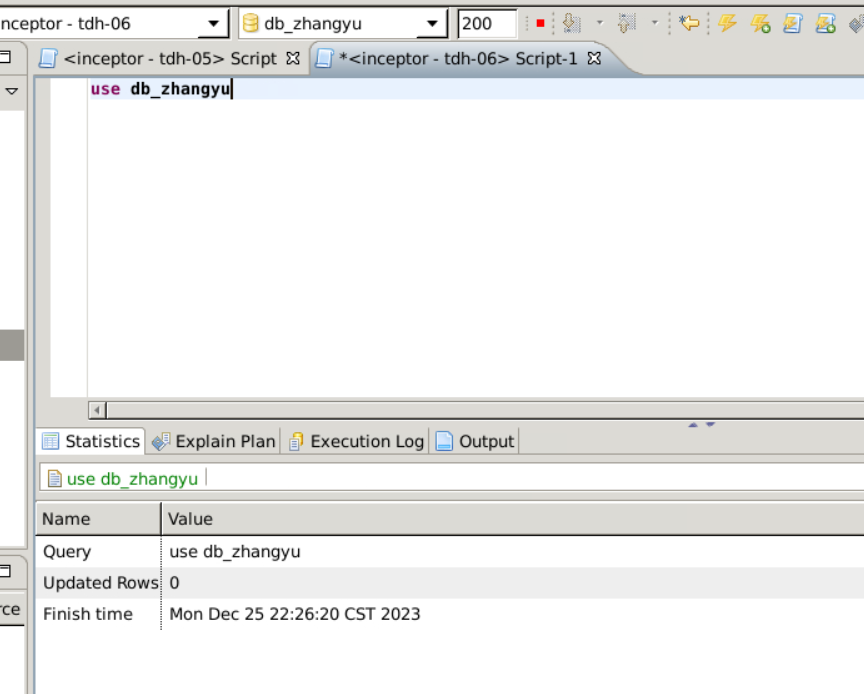 nceptor - tdh-06 db_zhangyu 200
<inceptor - tdh-05> Script *<inceptor - tdh-06> Script-1
use db_zhangyu
Statistics Explain Plan Execution Log Output
use db_zhangyu
Name Value
Query use db_zhangyu
Updated Rows 0
rce
Finish time Mon Dec 25 22:26:20 CST 2023